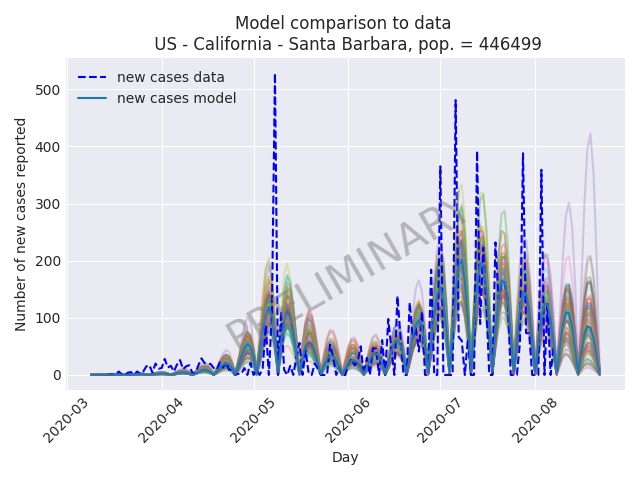 Model comparison to data
US - California - Santa Barbara, pop. = 446499
new cases data
new cases model
PRELIMINARY
Number of new cases reported
500
400
300
200
100
0
2020-03
2020-04
2020-05
2020-06
2020-07
2020-08
Day